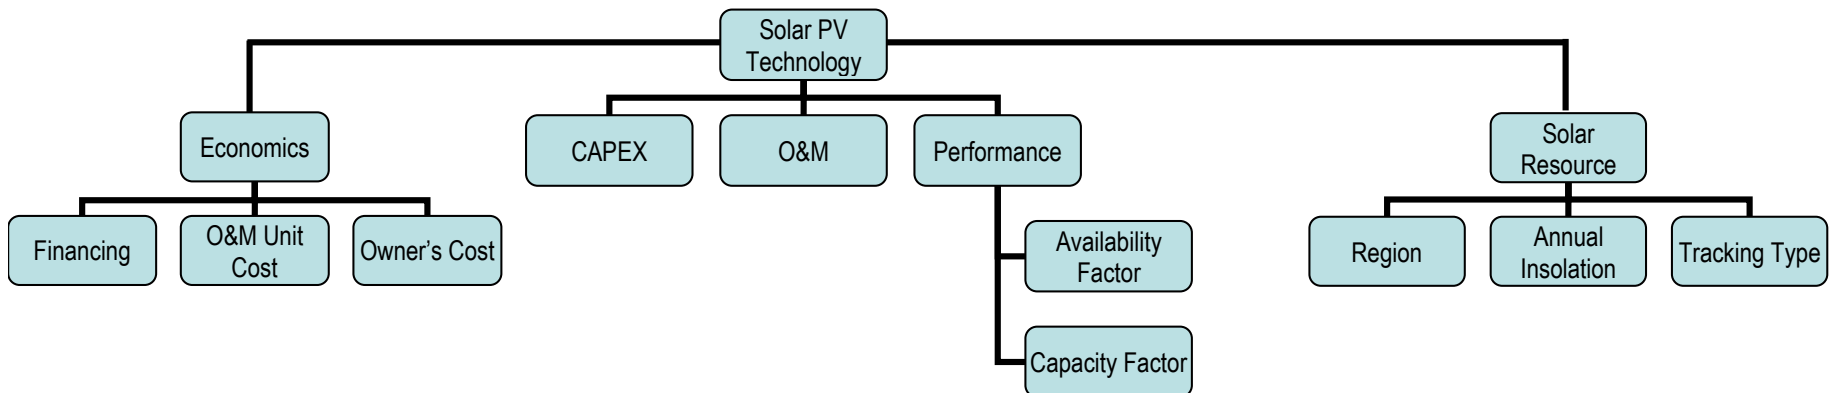 Solar PV
Technology
Economics
CAPEX
O&M
Performance
Solar
Resource
Financing
O&M Unit
Cost
Owner's Cost
Availability
Factor
Region
Annual
Insolation
Tracking Type
Capacity Factor